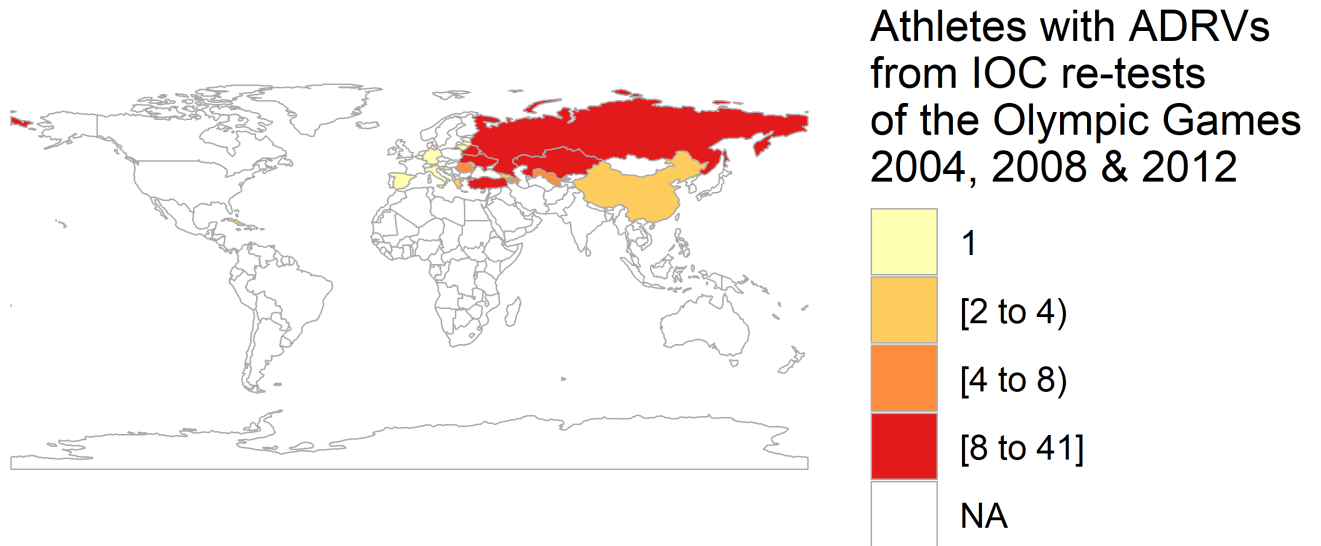 Athletes with ADRVs
from IOC re-tests
of the Olympic Games
2004, 2008 & 2012
1
[2 to 4)
[4 to 8)
[8 to 41]
NA